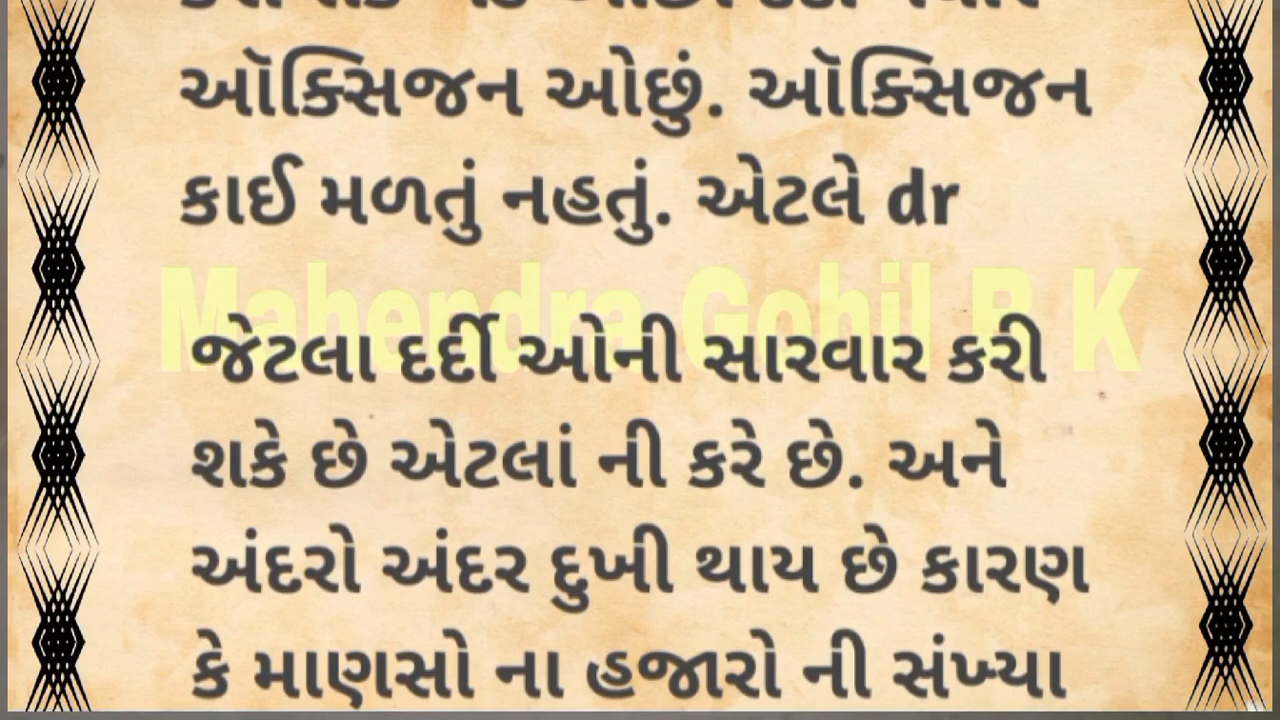 ઑક્સિજન ઓછું. ઑક્સિજન
કાઈ મળતું નહતું. એટલે dr
Mahendra Gohil R K
જેટલા દર્દી ઓની સારવાર કરી
શકે છે એટલાં ની કરે છે. અને
અંદરો અંદર દુખી થાય છે કારણ
કે માણસો ના હજારો ની સંખ્યા